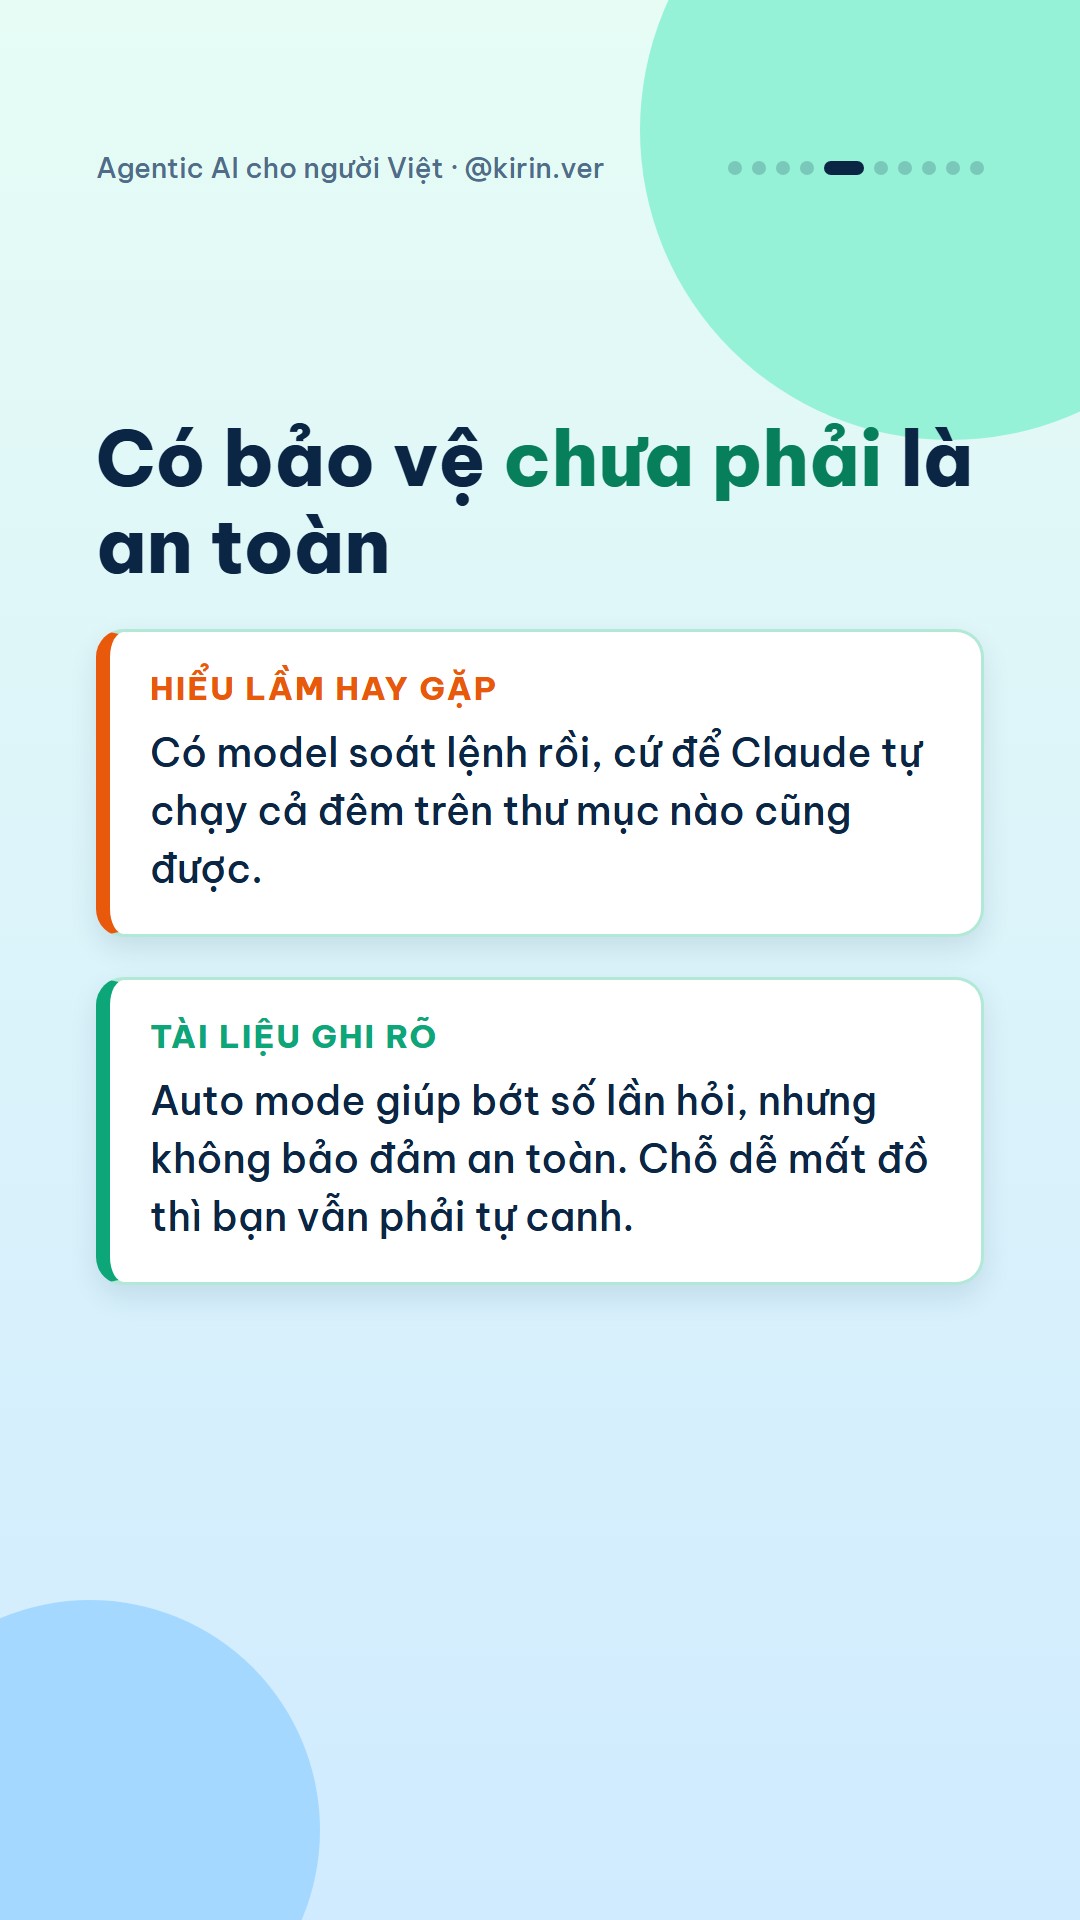 Agentic AI cho người Việt · @kirin.ver
Có bảo vệ chưa phải là
an toàn
HIỂU LẦM HAY GẶP
Có model soát lệnh rồi, cứ để Claude tự
chạy cả đêm trên thư mục nào cũng
được.
TÀI LIỆU GHI RÕ
Auto mode giúp bớt số lần hỏi, nhưng
không bảo đảm an toàn. Chỗ dễ mất đồ
thì bạn vẫn phải tự canh.